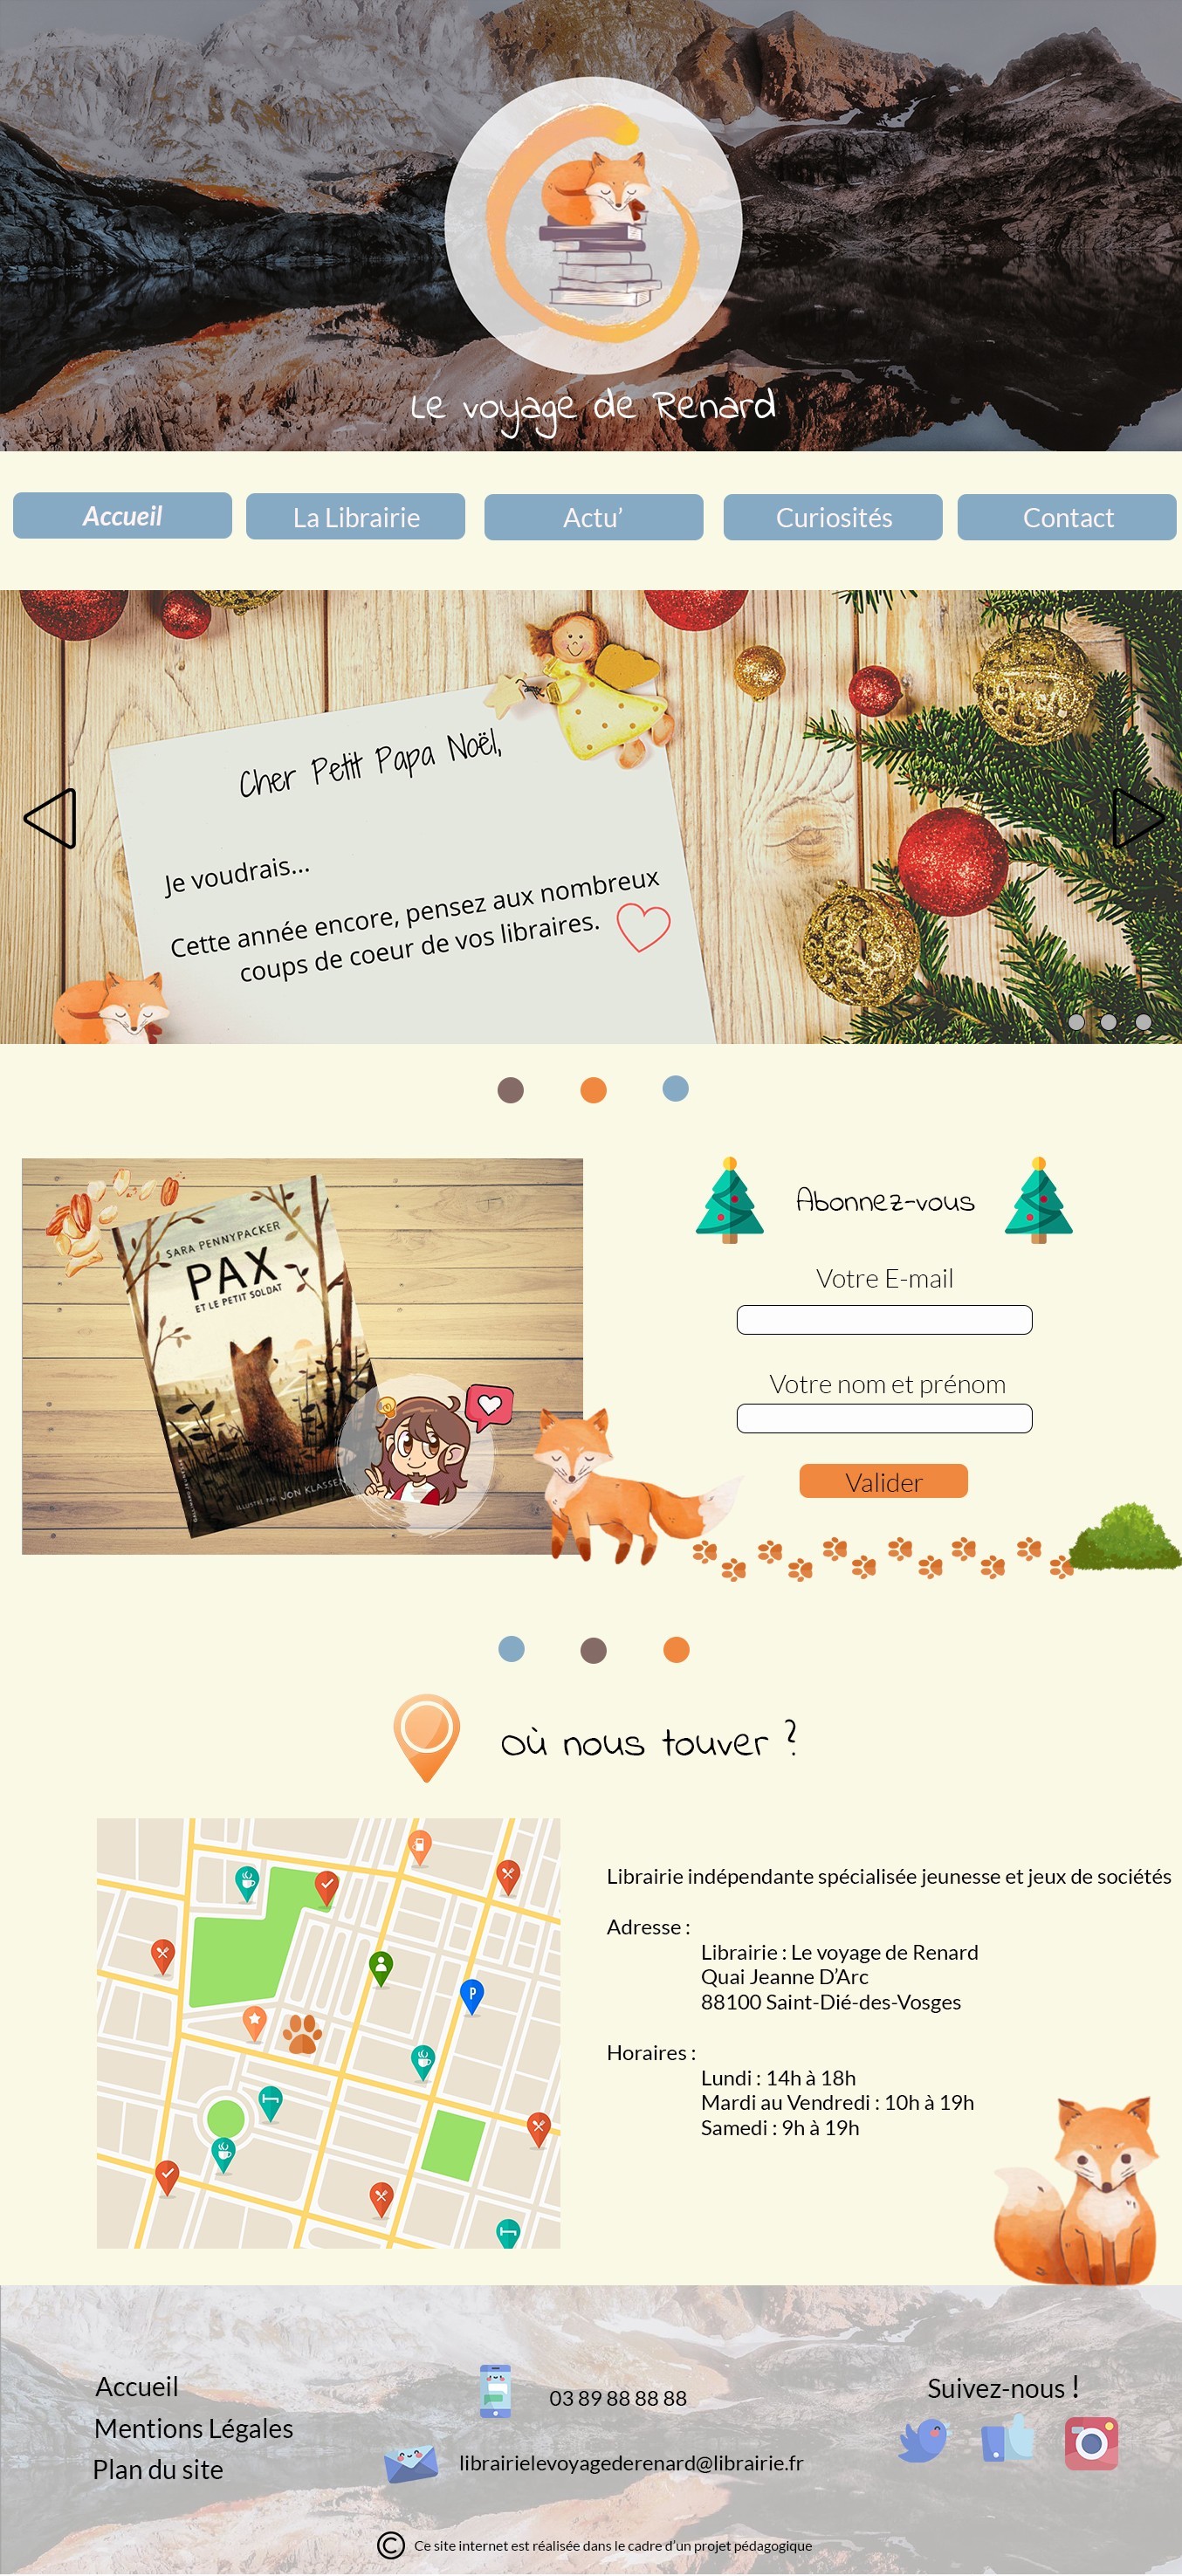 Le voyage de Renard
Accueil
La Librairie
Actu’
Curiosités
Contact
Cher Petit Papa Noël,
Je voudrais...
Cette année encore, pensez aux nombreux
coups de coeur de vos libraires.
SARA PENNYPACKER
PAX
ET LE PETIT SOLDAT
ILLUSTRÉ PAR JON KLASSEN
Abonnez-vous
Votre E-mail
Votre nom et prénom
Valider
Où nous touver ?
P
Librairie indépendante spécialisée jeunesse et jeux de sociétés
Adresse :
Librairie : Le voyage de Renard
Quai Jeanne D’Arc
88100 Saint-Dié-des-Vosges
Horaires :
Lundi : 14h à 18h
Mardi au Vendredi : 10h à 19h
Samedi : 9h à 19h
Accueil
Mentions Légales
Plan du site
03 89 88 88 88
librairielevoyagederenard@librairie.fr
Suivez-nous !
© Ce site internet est réalisée dans le cadre d’un projet pédagogique